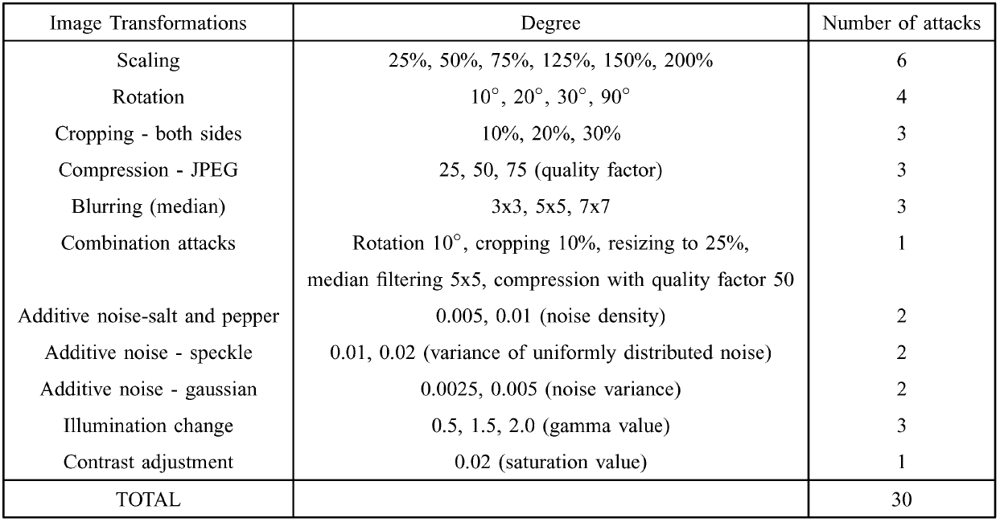 Image Transformations Degree Number of attacks
Scaling 25%, 50%, 75%, 125%, 150%, 200% 6
Rotation 10°, 20°, 30°, 90° 4
Cropping - both sides 10%, 20%, 30% 3
Compression - JPEG 25, 50, 75 (quality factor) 3
Blurring (median) 3x3, 5x5, 7x7 3
Combination attacks Rotation 10°, cropping 10%, resizing to 25%, 1
median filtering 5x5, compression with quality factor 50
Additive noise-salt and pepper 0.005, 0.01 (noise density) 2
Additive noise - speckle 0.01, 0.02 (variance of uniformly distributed noise) 2
Additive noise - gaussian 0.0025, 0.005 (noise variance) 2
Illumination change 0.5, 1.5, 2.0 (gamma value) 3
Contrast adjustment 0.02 (saturation value) 1
TOTAL 30